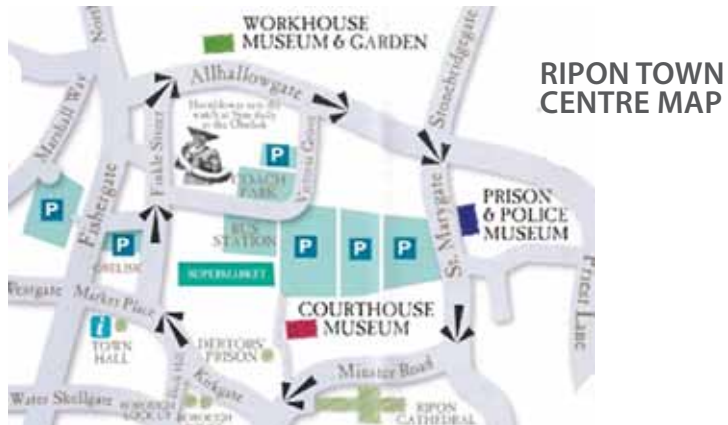 RIPON TOWN
CENTRE MAP
North
WORKHOUSE
MUSEUM & GARDEN
Allhallowgate
Stonebridgegate
Marshall Way
Finkle Street
Victoria Grove
P
COACH
PARK
Fishergate
P
P
OBELISK
BUS
STATION
P
P
P
St. Marygate
PRISON
& POLICE
MUSEUM
Priest Lane
SUPERMARKET
Westgate
Market Place
i
TOWN
HALL
COURTHOUSE
MUSEUM
DEBTORS'
PRISON
Kirkgate
Minster Road
Water Skellgate
BOROUGH
RIPON
CATHEDRAL